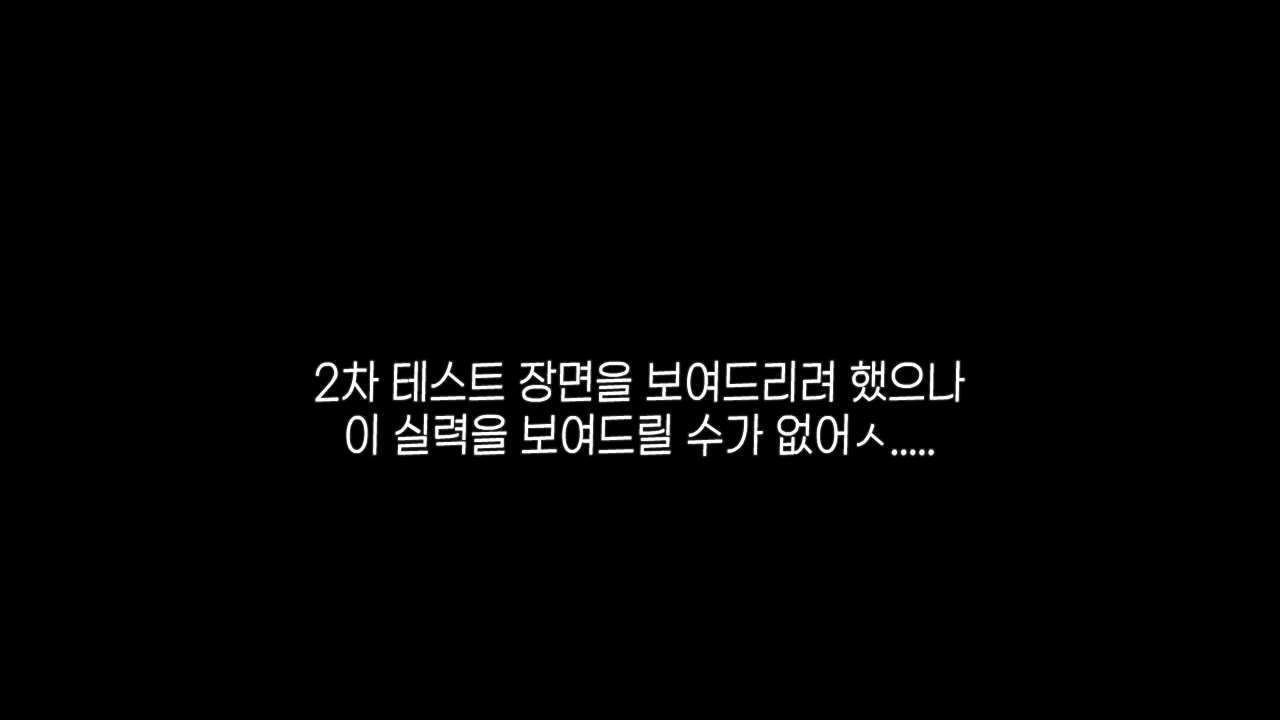 2차 테스트 장면을 보여드리려 했으나
이 실력을 보여드릴 수가 없어ㅅ.....